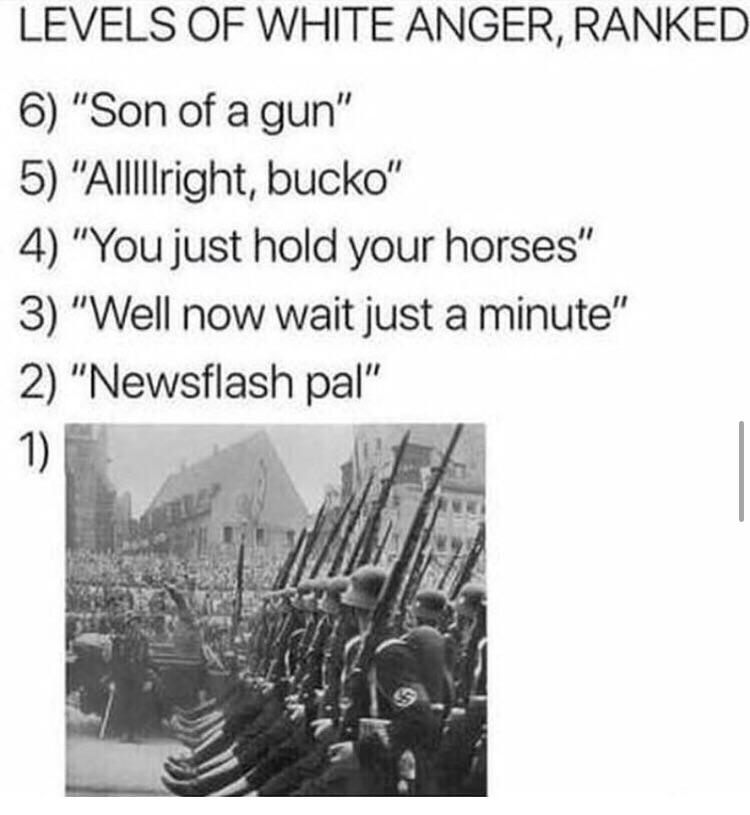 LEVELS OF WHITE ANGER, RANKED
6) "Son of a gun"
5) "Alllllright, bucko"
4) "You just hold your horses"
3) "Well now wait just a minute"
2) "Newsflash pal"
1)